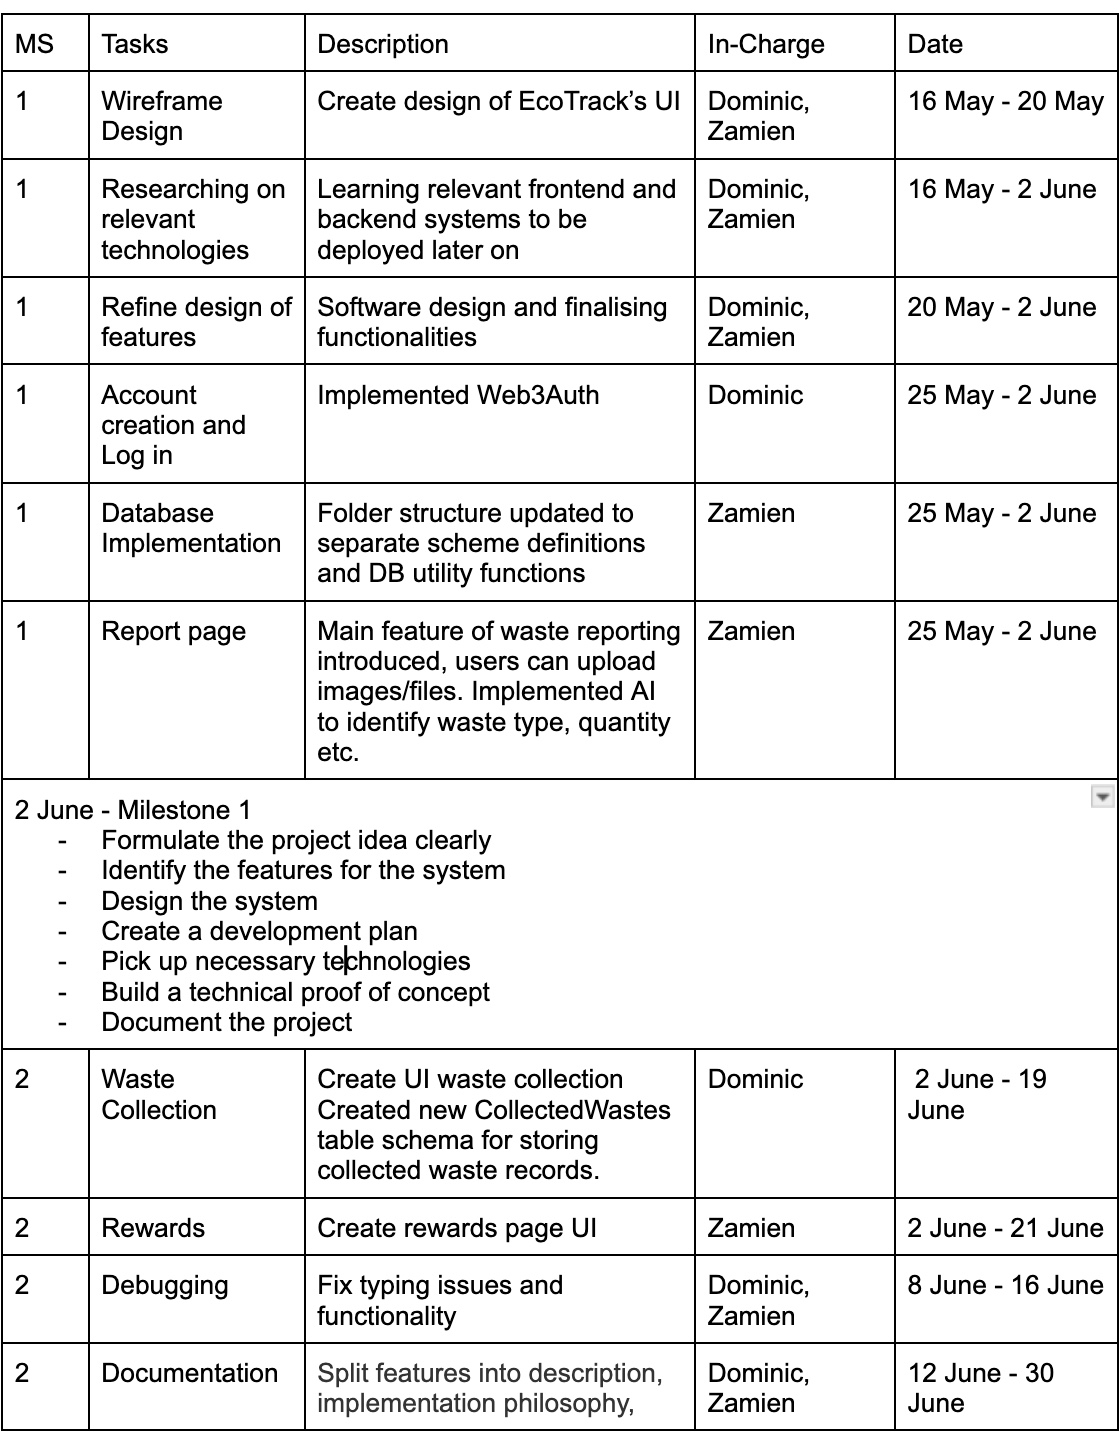 MS Tasks Description In-Charge Date
1 Wireframe Create design of EcoTrack’s UI Dominic, 16 May - 20 May
Design Zamien
1 Researching on Learning relevant frontend and Dominic, 16 May - 2 June
relevant backend systems to be Zamien
technologies deployed later on
1 Refine design of Software design and finalising Dominic, 20 May - 2 June
features functionalities Zamien
1 Account Implemented Web3Auth Dominic 25 May - 2 June
creation and
Log in
1 Database Folder structure updated to Zamien 25 May - 2 June
Implementation separate scheme definitions
and DB utility functions
1 Report page Main feature of waste reporting Zamien 25 May - 2 June
introduced, users can upload
images/files. Implemented AI
to identify waste type, quantity
etc.
2 June - Milestone 1
- Formulate the project idea clearly
- Identify the features for the system
- Design the system
- Create a development plan
- Pick up necessary technologies
- Build a technical proof of concept
- Document the project
2 Waste Create UI waste collection Dominic 2 June - 19
Collection Created new CollectedWastes June
table schema for storing
collected waste records.
2 Rewards Create rewards page UI Zamien 2 June - 21 June
2 Debugging Fix typing issues and Dominic, 8 June - 16 June
functionality Zamien
2 Documentation Split features into description, Dominic, 12 June - 30
implementation philosophy, Zamien June